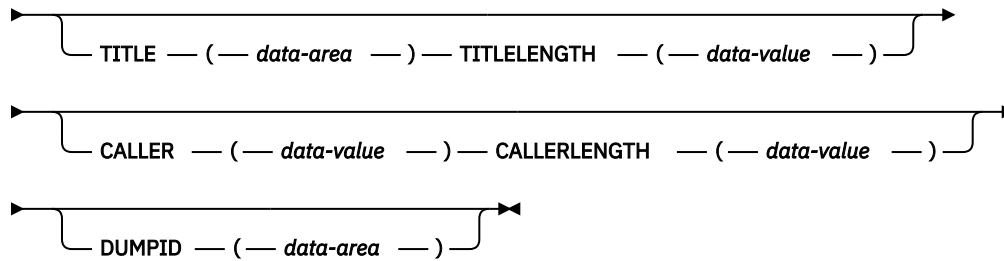 TITLE ( data-area ) TITLELENGTH ( data-value )
CALLER ( data-value ) CALLERLENGTH ( data-value )
DUMPID ( data-area )